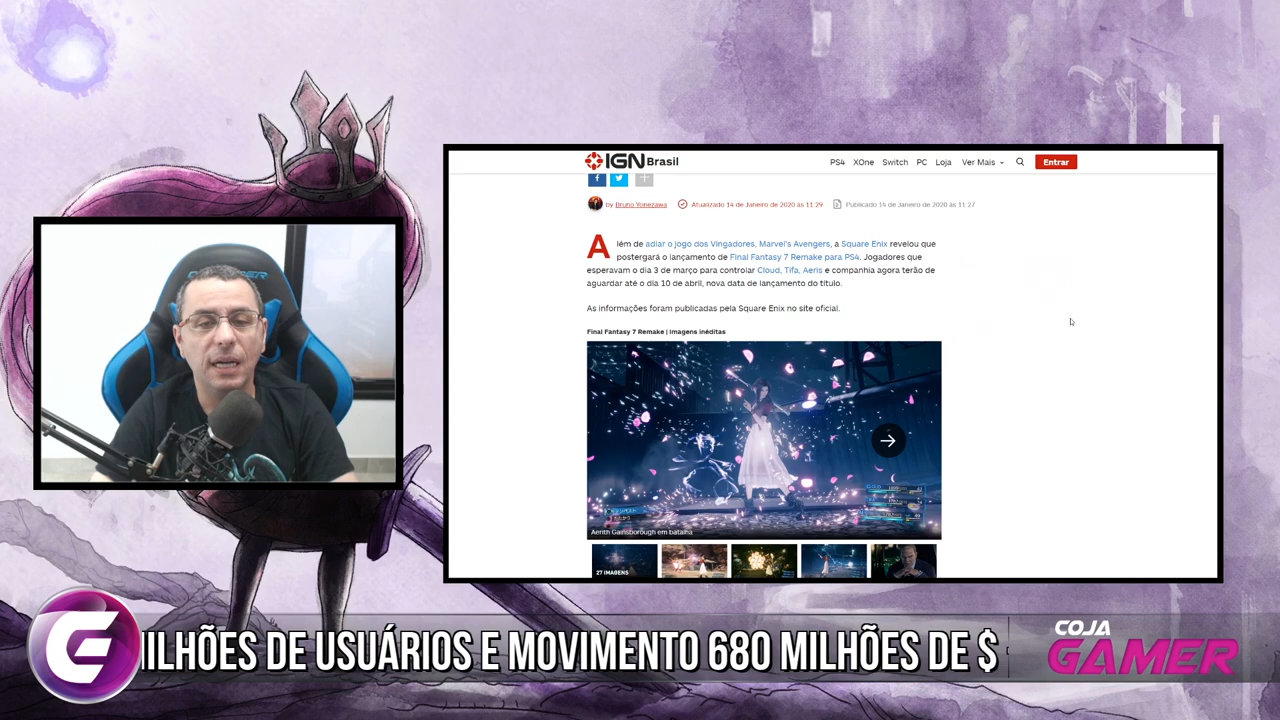 IGN Brasil
PS4 XOne Switch PC Loja Ver Mais Entrar
by Bruno Yonezawa Atualizado 14 de Janeiro de 2020 às 11:29 Publicado 14 de Janeiro de 2020 às 11:27
Além de adiar o jogo dos Vingadores, Marvel's Avengers, a Square Enix revelou que
postergará o lançamento de Final Fantasy 7 Remake para PS4. Jogadores que
esperavam o dia 3 de março para controlar Cloud, Tifa, Aeris e companhia agora terão de
aguardar até o dia 10 de abril, nova data de lançamento do título.
As informações foram publicadas pela Square Enix no site oficial.
Final Fantasy 7 Remake | Imagens inéditas
Aerith Gainsborough em batalha
27 IMAGENS
ILHÕES DE USUÁRIOS E MOVIMENTO 680 MILHÕES DE $
COJA
GAMER